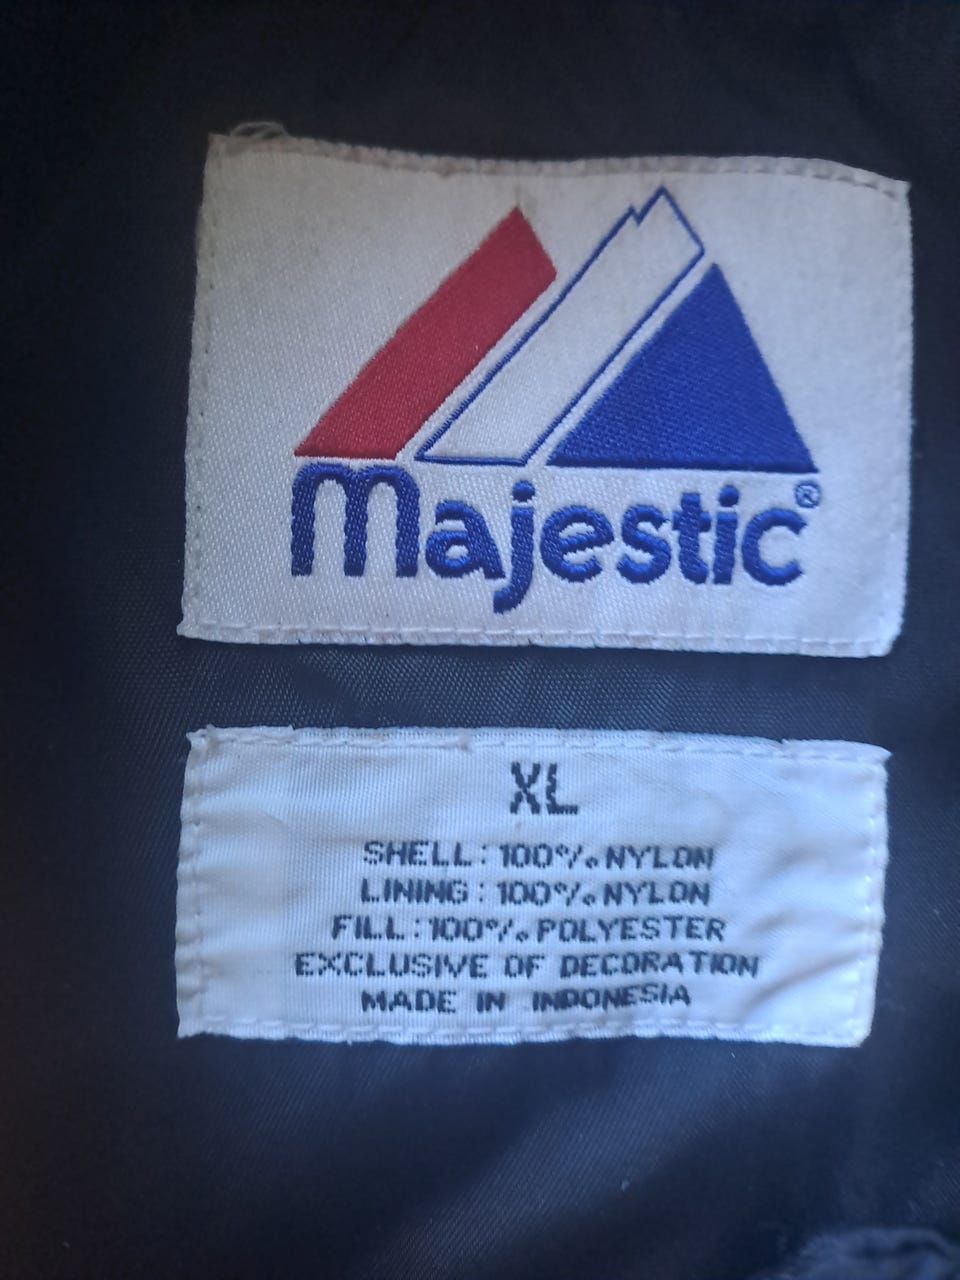 Majestic®
XL
SHELL: 100% NYLON
LINING: 100% NYLON
FILL: 100% POLYESTER
EXCLUSIVE OF DECORATION
MADE IN INDONESIA